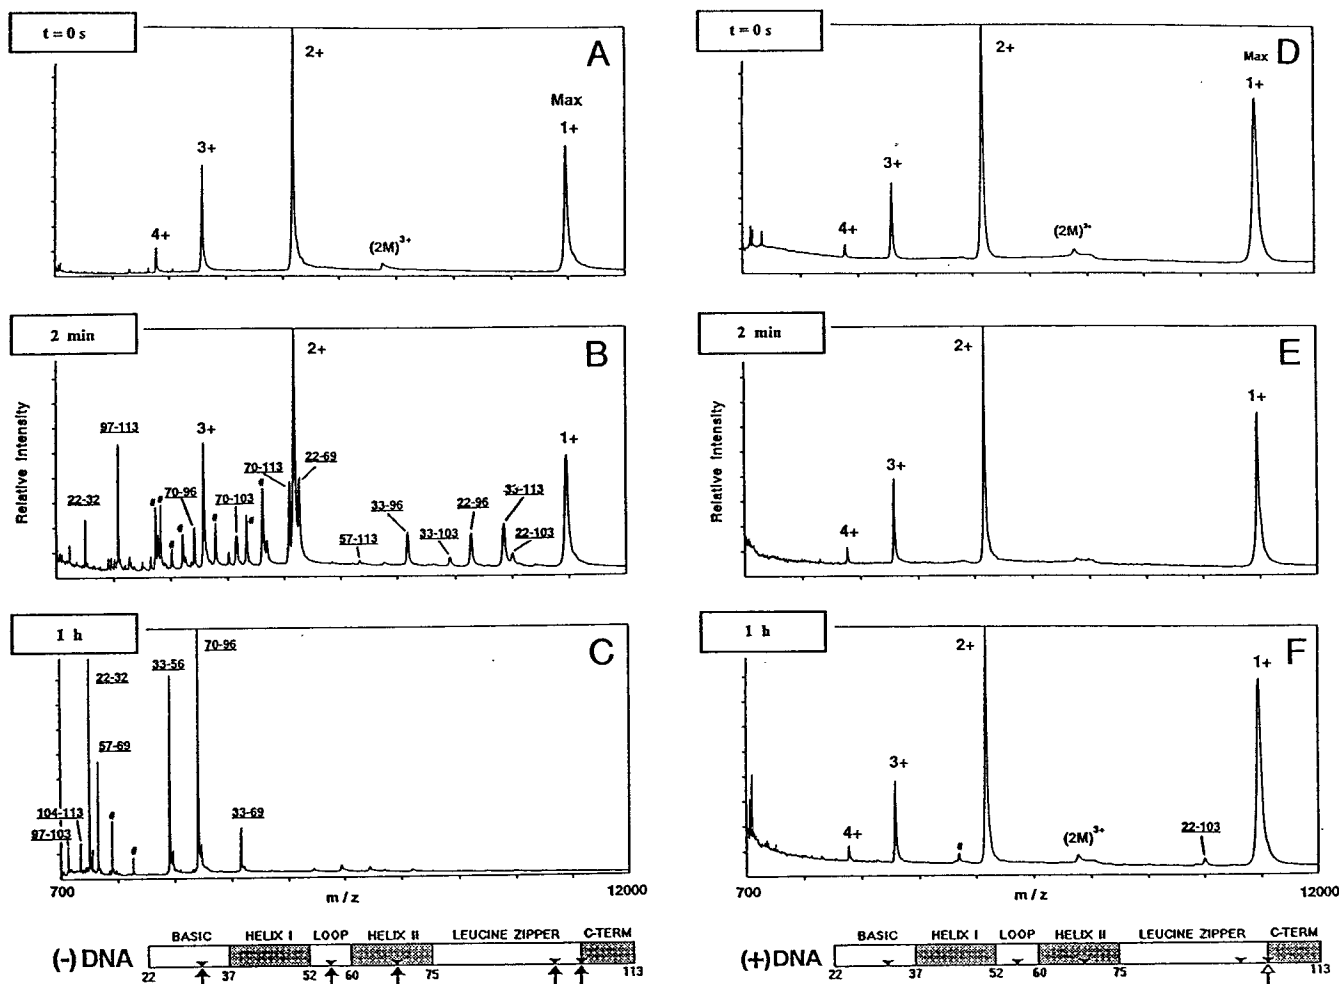 t = 0 s
A
2+
Max
1+
3+
4+
(2M)3+
2 min
B
2+
Relative Intensity
97-113
3+
1+
22-32
70-96
70-103
70-113
22-69
#
#
#
#
#
#
#
57-113
33-96
33-103
22-96
33-113
22-103
1 h
C
70-96
22-32
33-56
57-69
104-113
97-103
#
#
33-69
700
m / z
12000
(-) DNA
BASIC
HELIX I
LOOP
HELIX II
LEUCINE ZIPPER
C-TERM
22
37
52
60
75
113
t = 0 s
D
2+
Max
1+
3+
4+
2 min
E
2+
Relative Intensity
1+
3+
4+
1 h
F
2+
1+
3+
4+
#
(2M)3+
22-103
700
m / z
12000
(+) DNA
BASIC
HELIX I
LOOP
HELIX II
LEUCINE ZIPPER
C-TERM
22
37
52
60
75
113